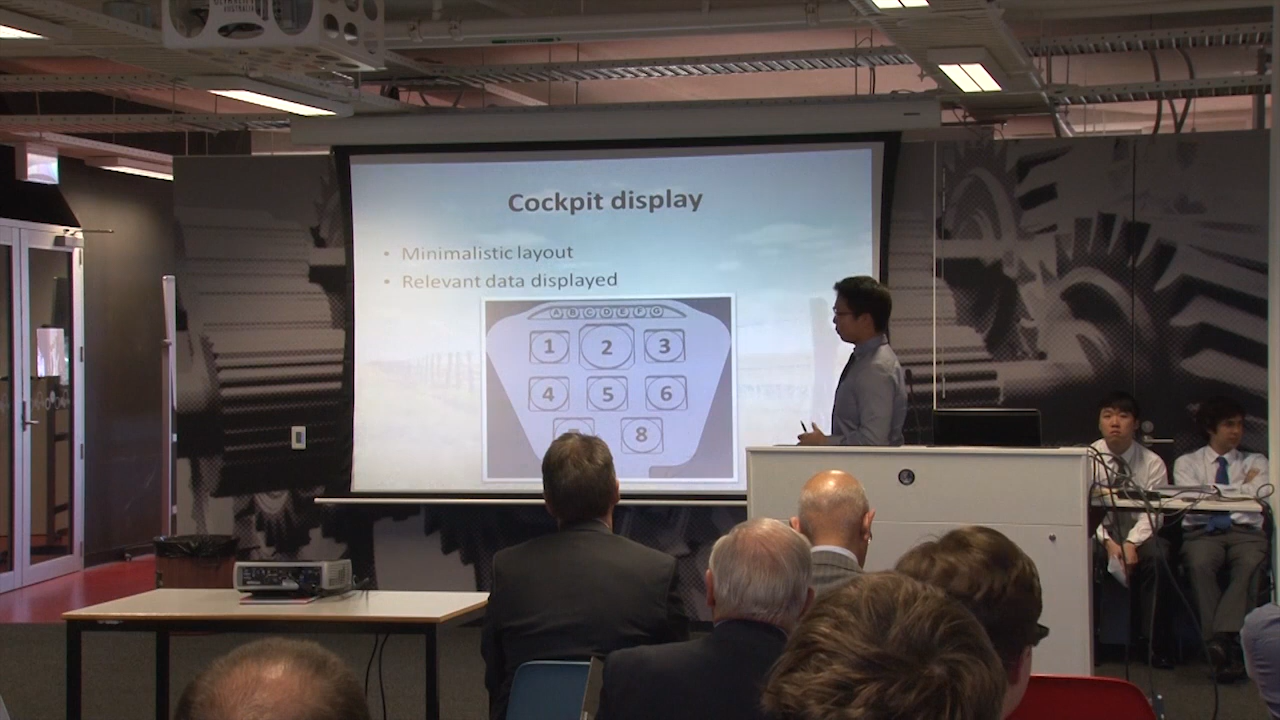 Cockpit display
• Minimalistic layout
• Relevant data displayed
A B C D E F G
1 2 3
4 5 6
8